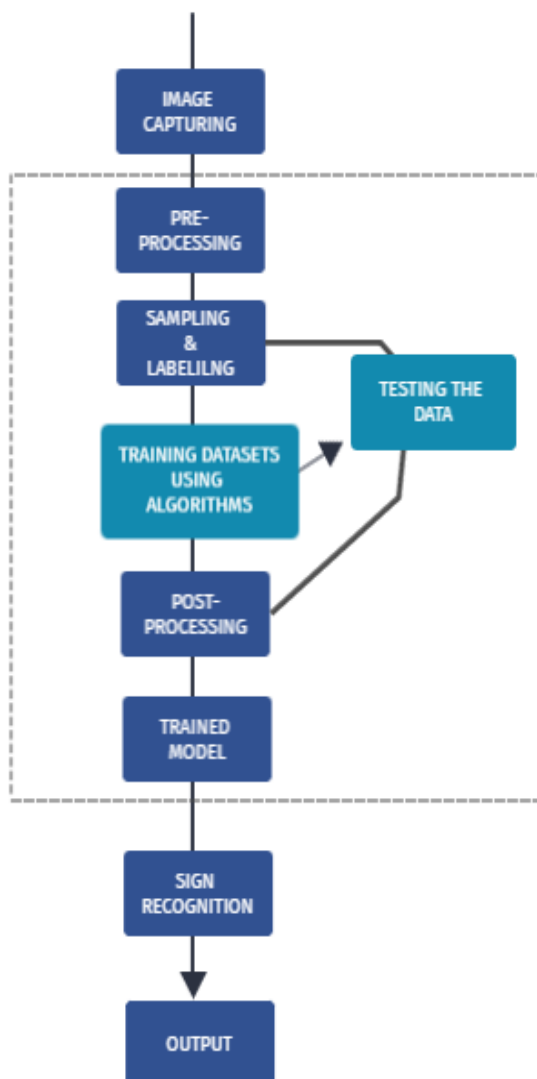 IMAGE
CAPTURING
PRE-
PROCESSING
SAMPLING
&
LABELILNG
TESTING THE
DATA
TRAINING DATASETS
USING
ALGORITHMS
POST-
PROCESSING
TRAINED
MODEL
SIGN
RECOGNITION
OUTPUT